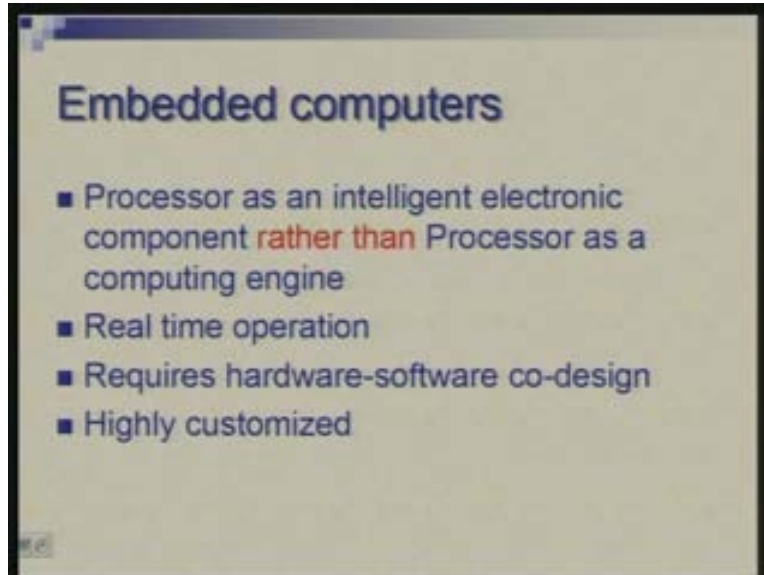 Embedded computers
Processor as an intelligent electronic
component rather than Processor as a
computing engine
Real time operation
Requires hardware-software co-design
Highly customized